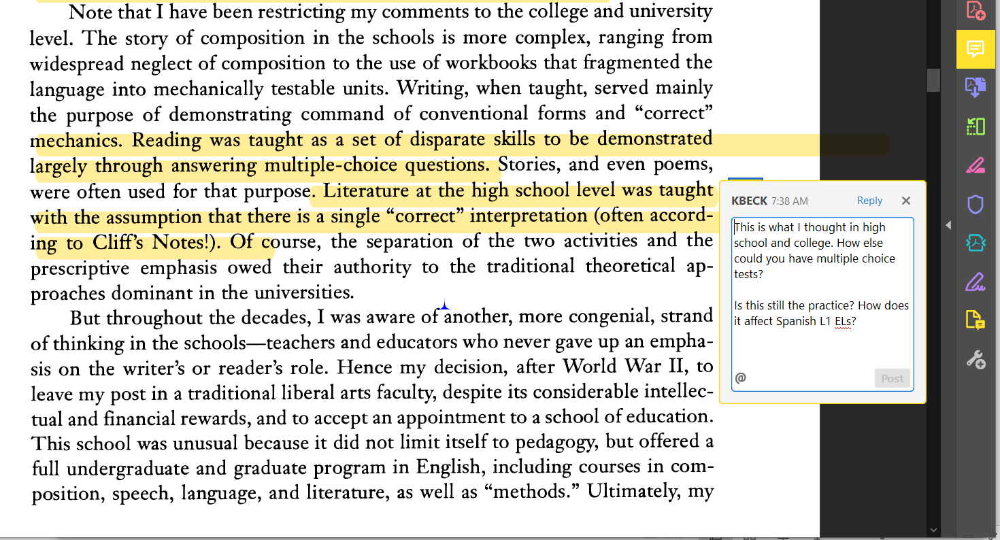 Note that I have been restricting my comments to the college and university
level. The story of composition in the schools is more complex, ranging from
widespread neglect of composition to the use of workbooks that fragmented the
language into mechanically testable units. Writing, when taught, served mainly
the purpose of demonstrating command of conventional forms and “correct”
mechanics. Reading was taught as a set of disparate skills to be demonstrated
largely through answering multiple-choice questions. Stories, and even poems,
were often used for that purpose. Literature at the high school level was taught
with the assumption that there is a single “correct” interpretation (often accord-
ing to Cliff’s Notes!). Of course, the separation of the two activities and the
prescriptive emphasis owed their authority to the traditional theoretical ap-
proaches dominant in the universities.
But throughout the decades, I was aware of another, more congenial, strand
of thinking in the schools—teachers and educators who never gave up an empha-
sis on the writer’s or reader’s role. Hence my decision, after World War II, to
leave my post in a traditional liberal arts faculty, despite its considerable intellec-
tual and financial rewards, and to accept an appointment to a school of education.
This school was unusual because it did not limit itself to pedagogy, but offered a
full undergraduate and graduate program in English, including courses in com-
position, speech, language, and literature, as well as “methods.” Ultimately, my
KBECK 7:38 AM Reply
This is what I thought in high
school and college. How else
could you have multiple choice
tests?
Is this still the practice? How does
it affect Spanish L1 ELs?
@ Post